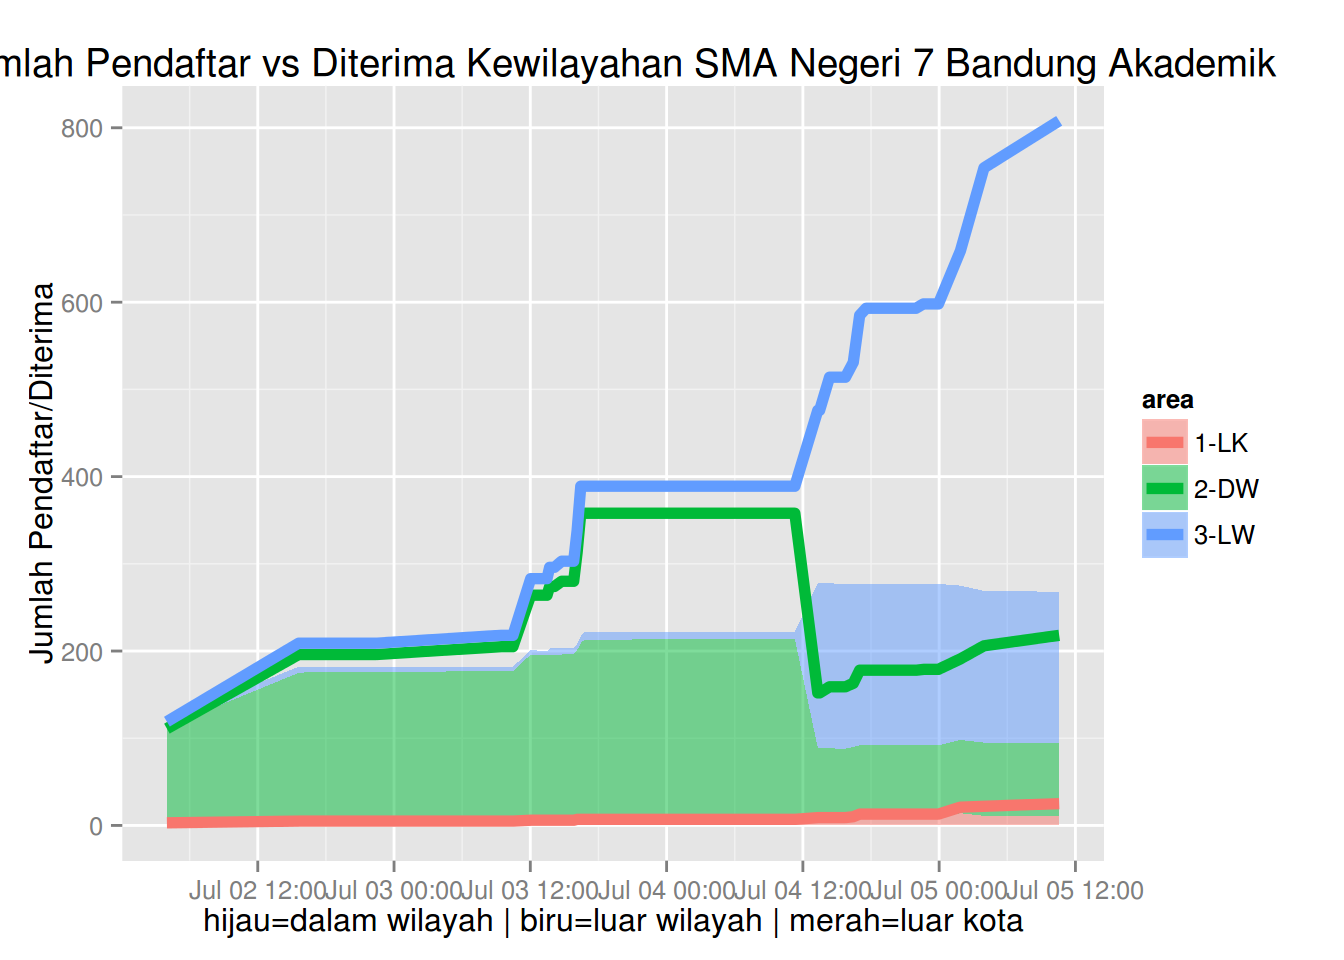 mlah Pendaftar vs Diterima Kewilayahan SMA Negeri 7 Bandung Akademik
Jumlah Pendaftar/Diterima
800
600
400
200
0
Jul 02 12:00 Jul 03 00:00 Jul 03 12:00 Jul 04 00:00 Jul 04 12:00 Jul 05 00:00 Jul 05 12:00
hijau=dalam wilayah | biru=luar wilayah | merah=luar kota
area
1-LK
2-DW
3-LW